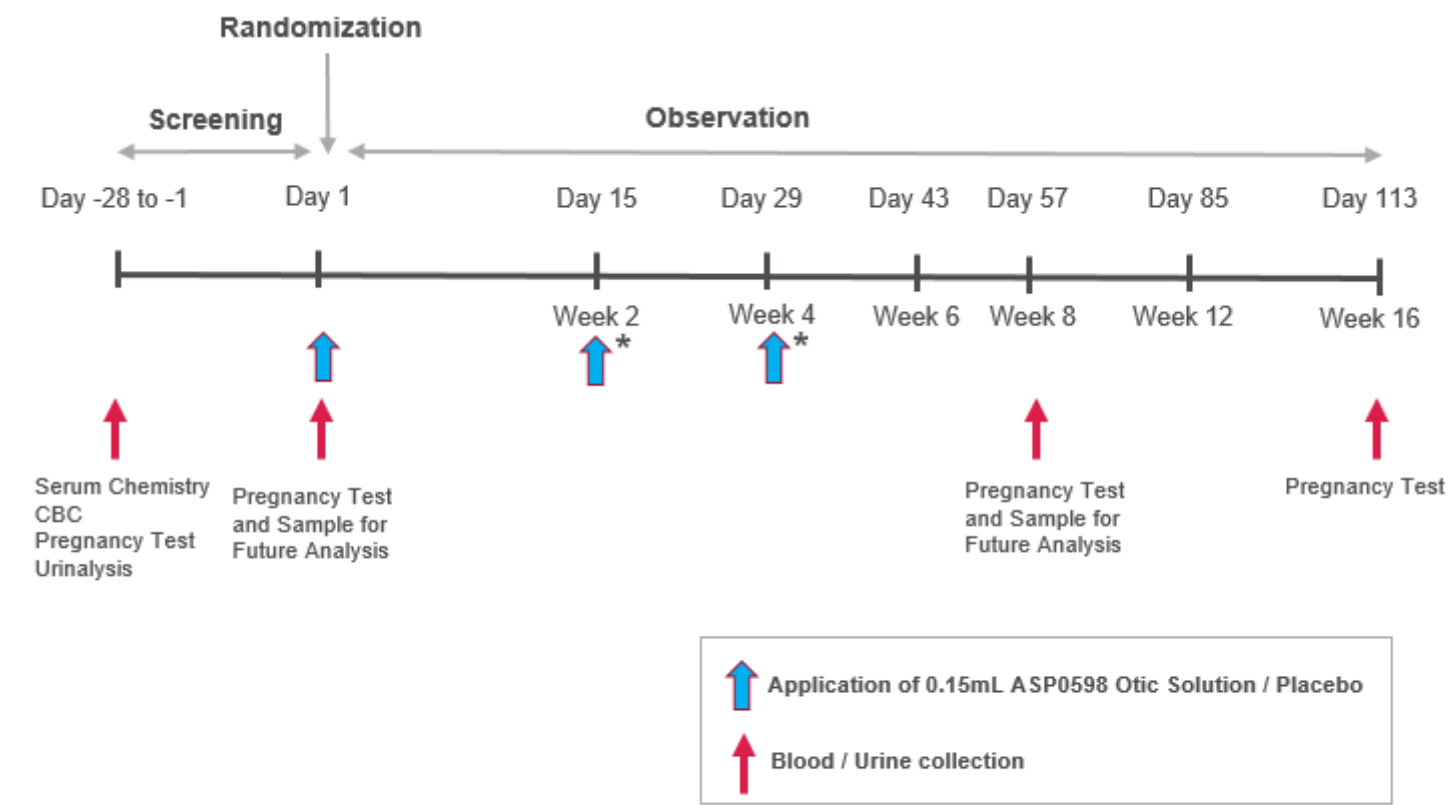 Randomization
Screening
Observation
Day -28 to -1
Day 1
Day 15
Day 29
Day 43
Day 57
Day 85
Day 113
Week 2
Week 4
Week 6
Week 8
Week 12
Week 16
*
*
Serum Chemistry
CBC
Pregnancy Test
Urinalysis
Pregnancy Test
and Sample for
Future Analysis
Pregnancy Test
and Sample for
Future Analysis
Pregnancy Test
Application of 0.15mL ASP0598 Otic Solution / Placebo
Blood / Urine collection